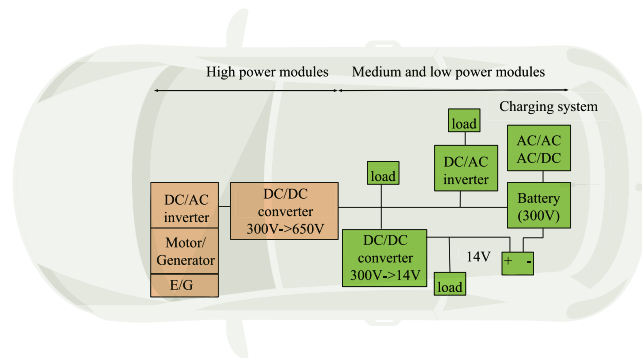 High power modules
Medium and low power modules
Charging system
load
AC/AC
AC/DC
DC/AC
inverter
load
DC/AC
inverter
DC/DC
converter
300V->650V
Battery
(300V)
Motor/
Generator
DC/DC
converter
300V->14V
14V
+ -
load
E/G